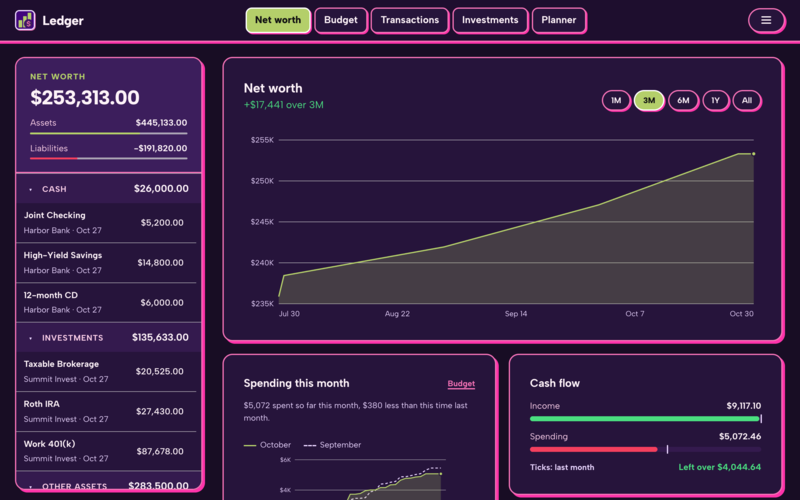 Ledger
Net worth
Budget
Transactions
Investments
Planner
NET WORTH
$253,313.00
Assets $445,133.00
Liabilities -$191,820.00
CASH $26,000.00
Joint Checking
Harbor Bank · Oct 27
$5,200.00
High-Yield Savings
Harbor Bank · Oct 27
$14,800.00
12-month CD
Harbor Bank · Oct 27
$6,000.00
INVESTMENTS $135,633.00
Taxable Brokerage
Summit Invest · Oct 27
$20,525.00
Roth IRA
Summit Invest · Oct 27
$27,430.00
Work 401(k)
Summit Invest · Oct 27
$87,678.00
OTHER ASSETS $283,500.00
Net worth
+$17,441 over 3M
1M 3M 6M 1Y All
$255K
$250K
$245K
$240K
$235K
Jul 30 Aug 22 Sep 14 Oct 7 Oct 30
Spending this month
Budget
$5,072 spent so far this month, $380 less than this time last
month.
October September
$6K
$4K
Cash flow
Income $9,117.10
Spending $5,072.46
Ticks: last month Left over $4,044.64